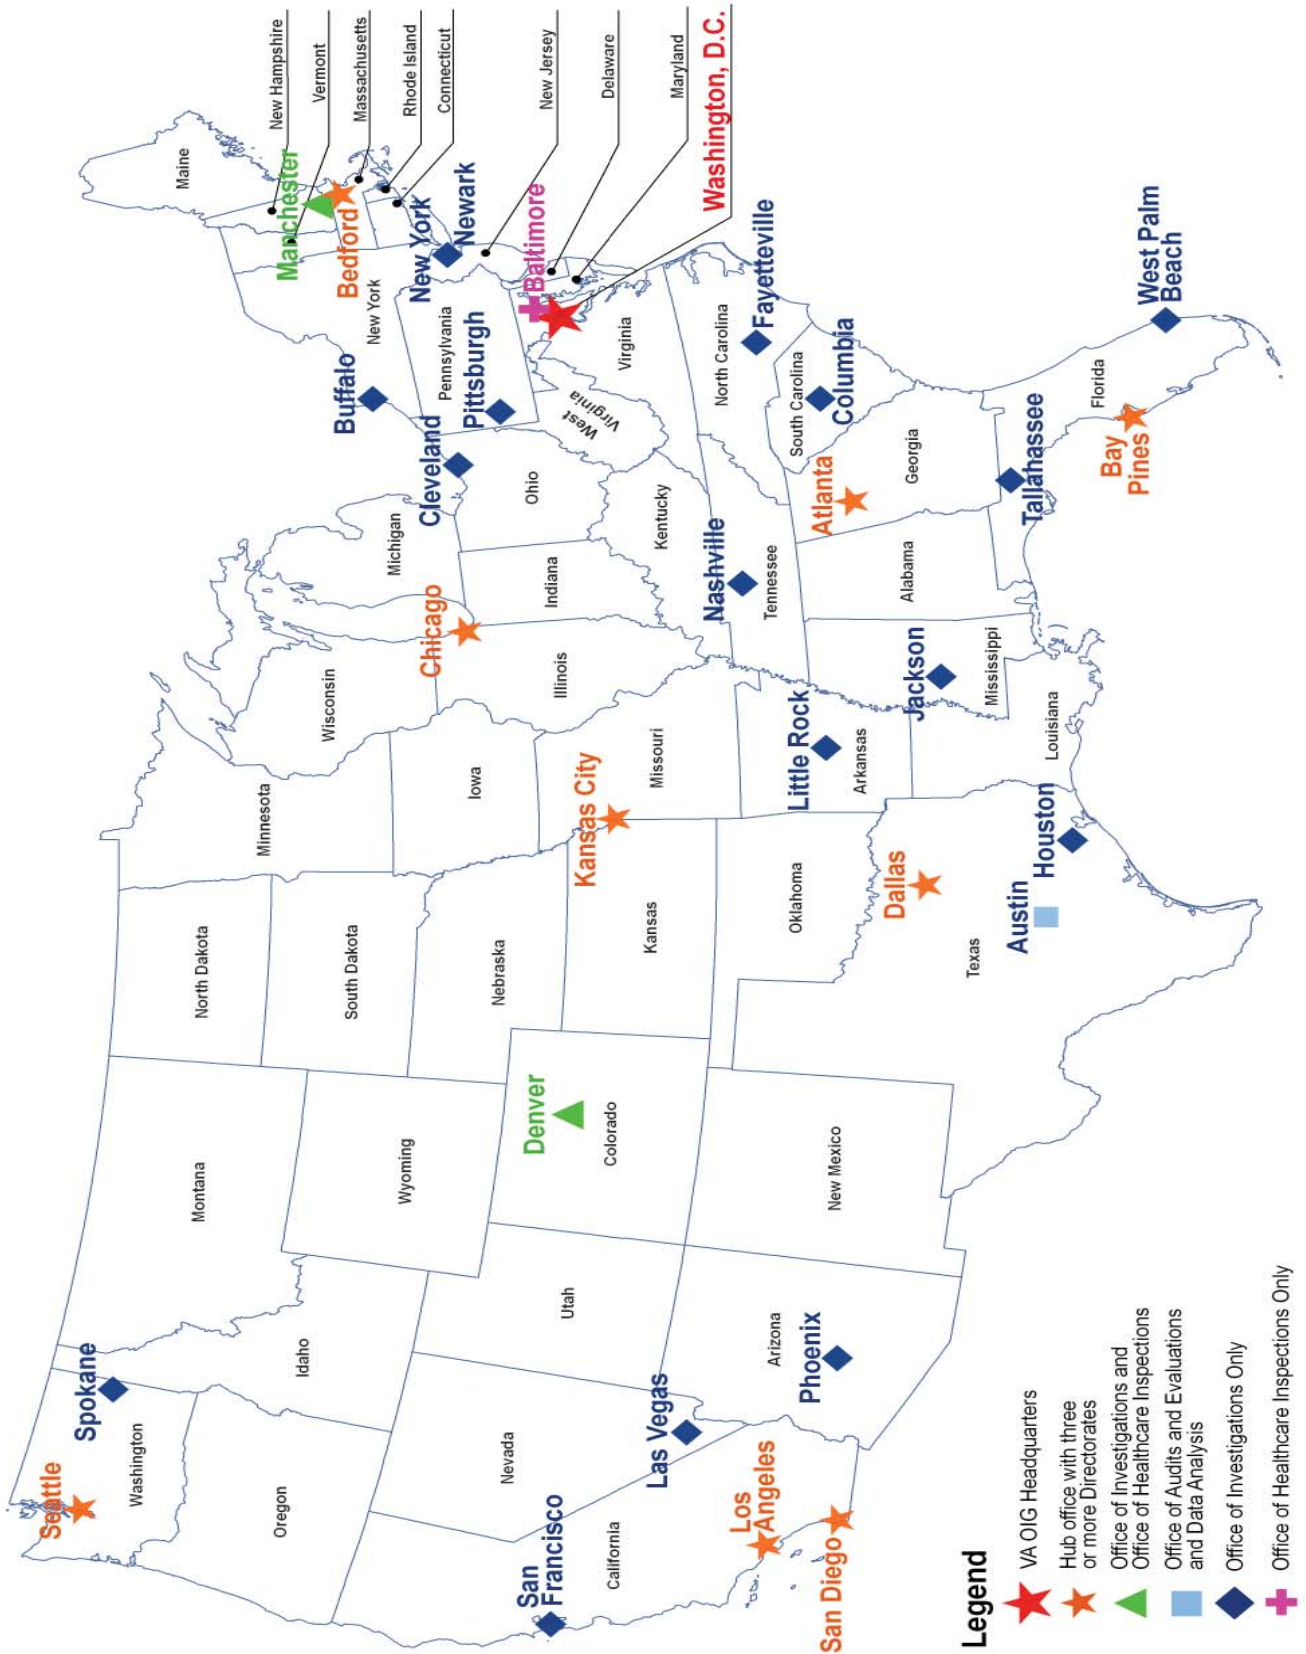 Seattle
Spokane
Washington
Oregon
Idaho
Montana
North Dakota
South Dakota
Minnesota
Wisconsin
Michigan
Maine
New Hampshire
Vermont
Massachusetts
Rhode Island
Connecticut
New Jersey
Delaware
Maryland
Washington, D.C.
Manchester
Bedford
New York
New York
Newark
Buffalo
Pennsylvania
Pittsburgh
Baltimore
Cleveland
Ohio
West
Virginia
Virginia
Chicago
Indiana
Illinois
Iowa
Nebraska
Wyoming
Nevada
Utah
Denver
Colorado
Kansas
Kansas City
Missouri
Kentucky
Nashville
Tennessee
North Carolina
Fayetteville
South Carolina
Columbia
San
Francisco
California
Las Vegas
Los
Angeles
San Diego
Arizona
Phoenix
New Mexico
Oklahoma
Little Rock
Arkansas
Dallas
Texas
Austin
Houston
Louisiana
Jackson
Mississippi
Alabama
Atlanta
Georgia
Tallahassee
Florida
Bay
Pines
West Palm
Beach
Legend
VA OIG Headquarters
Hub office with three
or more Directorates
Office of Investigations and
Office of Healthcare Inspections
Office of Audits and Evaluations
and Data Analysis
Office of Investigations Only
Office of Healthcare Inspections Only